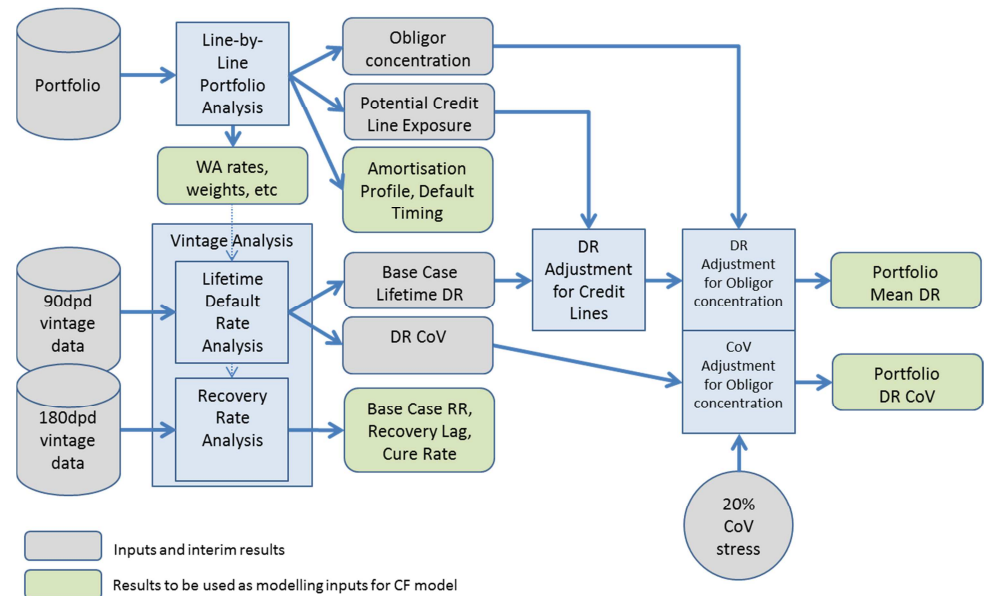 Portfolio
Line-by-
Line
Portfolio
Analysis
Obligor
concentration
Potential Credit
Line Exposure
Amortisation
Profile, Default
Timing
WA rates,
weights, etc
Vintage Analysis
90dpd
vintage
data
Lifetime
Default
Rate
Analysis
Base Case
Lifetime DR
DR CoV
DR
Adjustment
for Credit
Lines
DR
Adjustment
for Obligor
concentration
Portfolio
Mean DR
CoV
Adjustment
for Obligor
concentration
Portfolio
DR CoV
180dpd
vintage
data
Recovery
Rate
Analysis
Base Case RR,
Recovery Lag,
Cure Rate
20%
CoV
stress
Inputs and interim results
Results to be used as modelling inputs for CF model